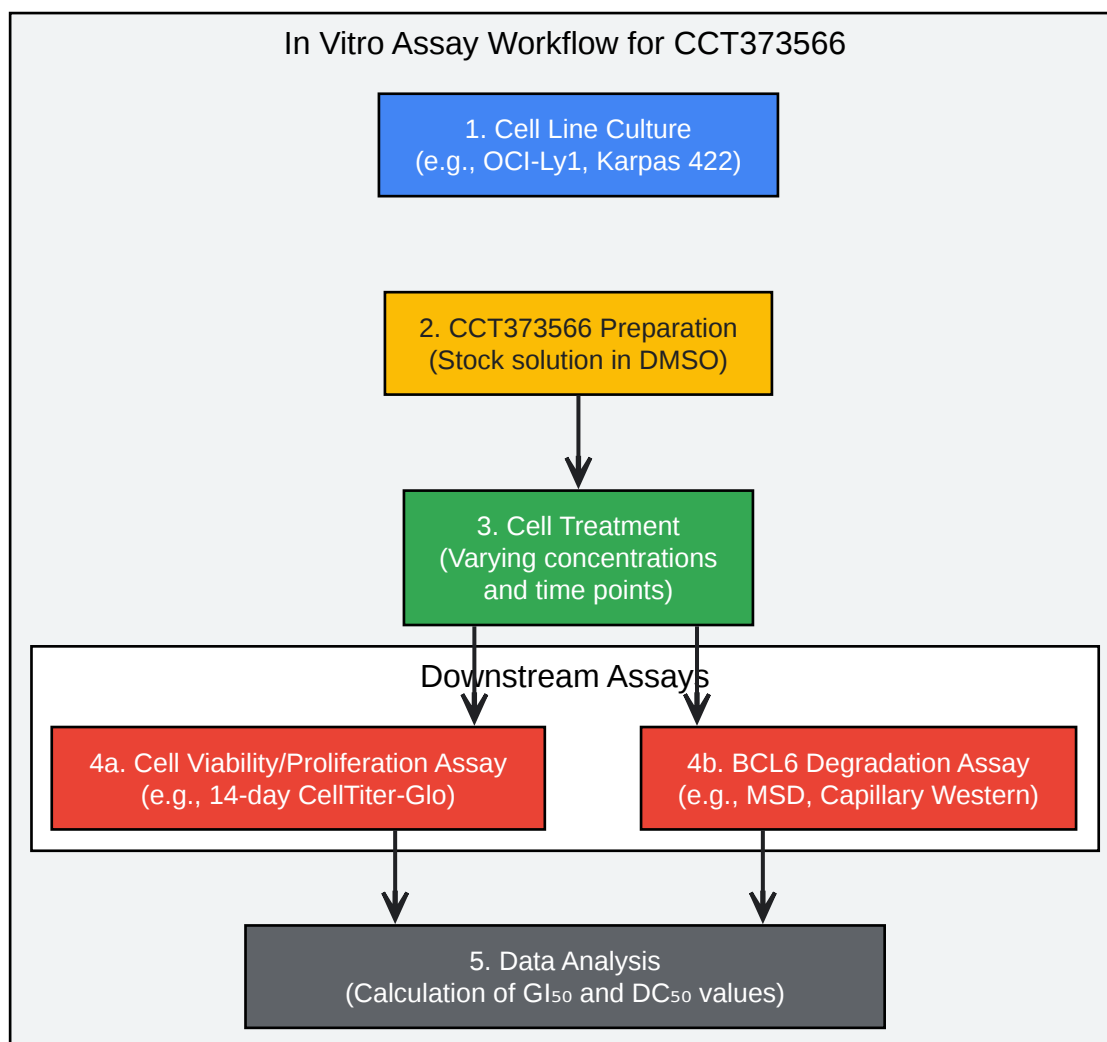 In Vitro Assay Workflow for CCT373566
1. Cell Line Culture
(e.g., OCI-Ly1, Karpas 422)
2. CCT373566 Preparation
(Stock solution in DMSO)
3. Cell Treatment
(Varying concentrations
and time points)
Downstream Assays
4a. Cell Viability/Proliferation Assay
(e.g., 14-day CellTiter-Glo)
4b. BCL6 Degradation Assay
(e.g., MSD, Capillary Western)
5. Data Analysis
(Calculation of GI₅₀ and DC₅₀ values)